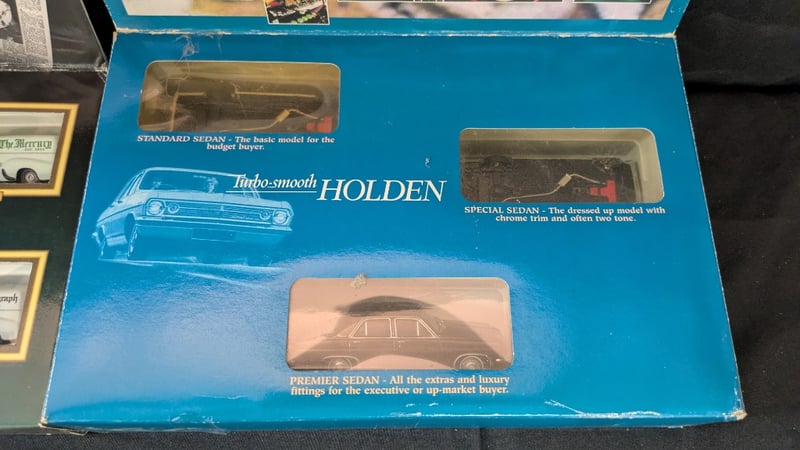 The Mercury
STANDARD SEDAN - The basic model for the
budget buyer.
Turbo-smooth HOLDEN
SPECIAL SEDAN - The dressed up model with
chrome trim and often two tone.
PREMIER SEDAN - All the extras and luxury
fittings for the executive or up-market buyer.